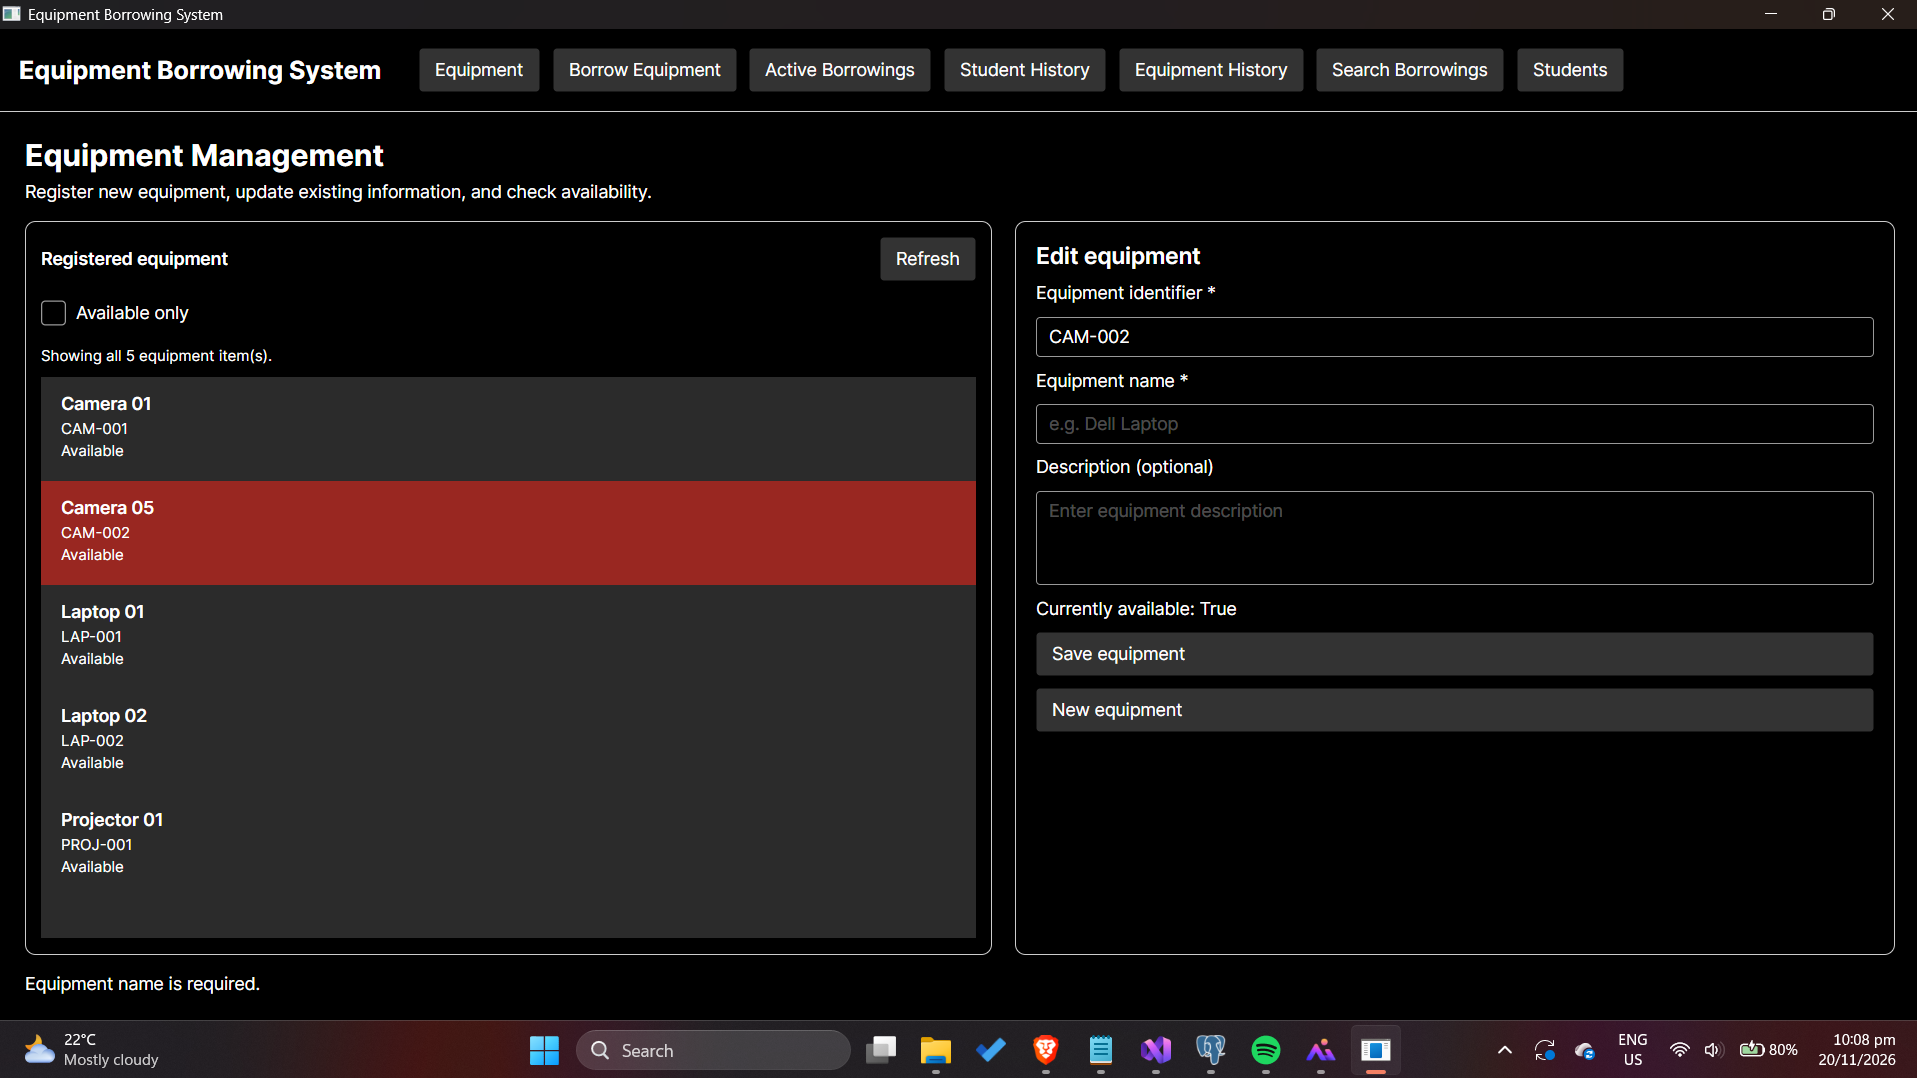 Equipment Borrowing System
Equipment Borrowing System
Equipment
Borrow Equipment
Active Borrowings
Student History
Equipment History
Search Borrowings
Students
Equipment Management
Register new equipment, update existing information, and check availability.
Registered equipment
Refresh
Available only
Showing all 5 equipment item(s).
Camera 01
CAM-001
Available
Camera 05
CAM-002
Available
Laptop 01
LAP-001
Available
Laptop 02
LAP-002
Available
Projector 01
PROJ-001
Available
Edit equipment
Equipment identifier *
CAM-002
Equipment name *
e.g. Dell Laptop
Description (optional)
Enter equipment description
Currently available: True
Save equipment
New equipment
Equipment name is required.
22°C
Mostly cloudy
Search
ENG
US
80%
10:08 pm
20/11/2026